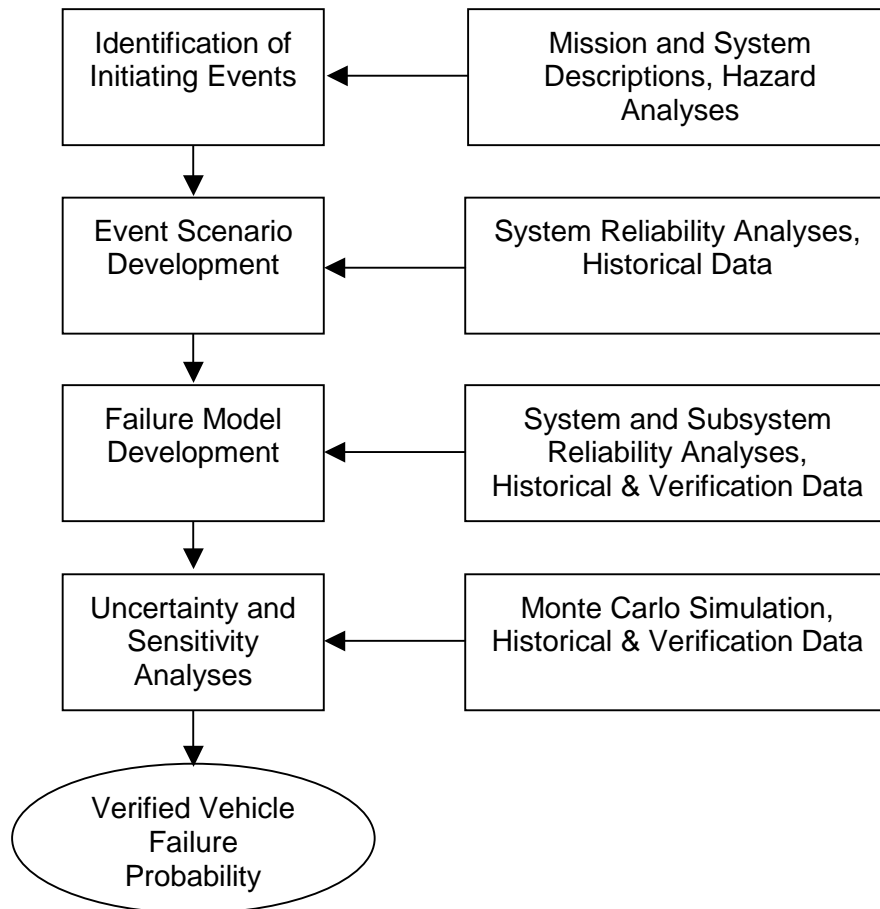 Identification of
Initiating Events
Mission and System
Descriptions, Hazard
Analyses
Event Scenario
Development
System Reliability Analyses,
Historical Data
Failure Model
Development
System and Subsystem
Reliability Analyses,
Historical & Verification Data
Uncertainty and
Sensitivity
Analyses
Monte Carlo Simulation,
Historical & Verification Data
Verified Vehicle
Failure
Probability